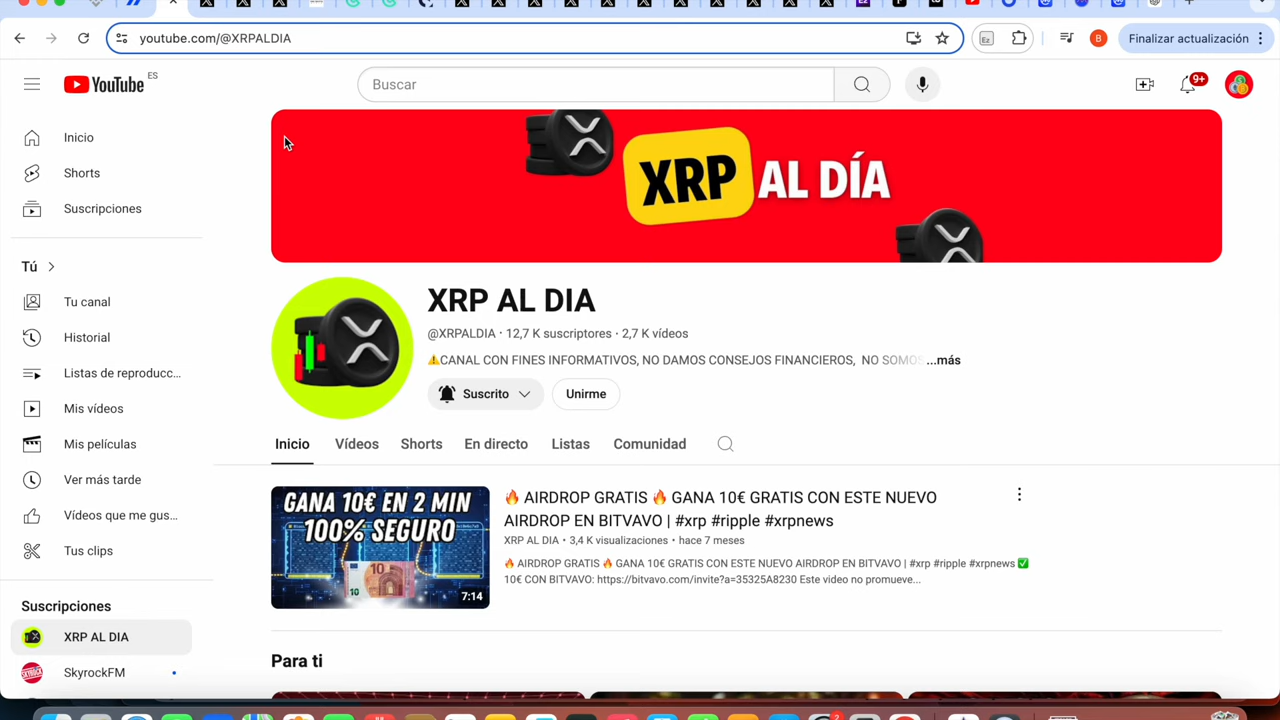 youtube.com/@XRPALDIA
Ez
B
Finalizar actualización
YouTube ES
Buscar
9+
Inicio
Shorts
Suscripciones
Tú
Tu canal
Historial
Listas de reproducc...
Mis vídeos
Mis películas
Ver más tarde
Vídeos que me gus...
Tus clips
Suscripciones
XRP AL DIA
SkyrockFM
XRP AL DÍA
XRP AL DIA
@XRPALDIA · 12,7 K suscriptores · 2,7 K vídeos
⚠️CANAL CON FINES INFORMATIVOS, NO DAMOS CONSEJOS FINANCIEROS, NO SOMOS ...más
Suscrito
Unirme
Inicio Vídeos Shorts En directo Listas Comunidad
GANA 10€ EN 2 MIN
100% SEGURO
10
10
7:14
🔥 AIRDROP GRATIS 🔥 GANA 10€ GRATIS CON ESTE NUEVO
AIRDROP EN BITVAVO | #xrp #ripple #xrpnews
XRP AL DIA • 3,4 K visualizaciones • hace 7 meses
🔥 AIRDROP GRATIS 🔥 GANA 10€ GRATIS CON ESTE NUEVO AIRDROP EN BITVAVO | #xrp #ripple #xrpnews ✅
10€ CON BITVAVO: https://bitvavo.com/invite?a=35325A8230 Este video no promueve...
Para ti